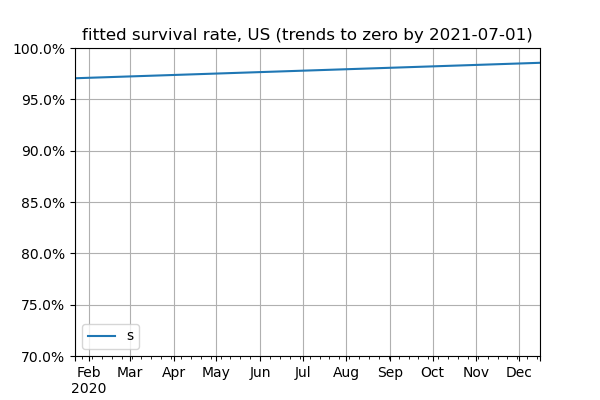 fitted survival rate, US (trends to zero by 2021-07-01)
100.0%
95.0%
90.0%
85.0%
80.0%
75.0%
70.0%
s
Feb Mar Apr May Jun Jul Aug Sep Oct Nov Dec
2020